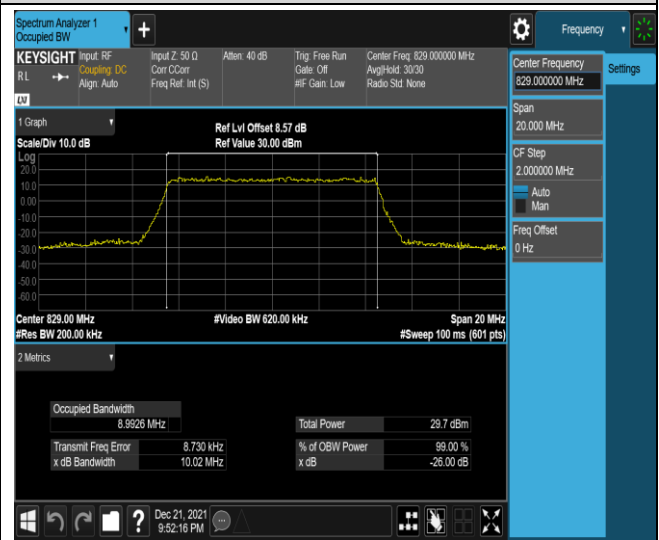 Spectrum Analyzer 1
Occupied BW
+
Frequency
KEYSIGHT
R L
LXI
Input: RF
Coupling: DC
Align: Auto
Input Z: 50 Ω
Corr CCorr
Freq Ref: Int (S)
Atten: 40 dB
Trig: Free Run
Gate: Off
#IF Gain: Low
Center Freq: 829.000000 MHz
Avg|Hold: 30/30
Radio Std: None
Center Frequency
829.000000 MHz
Settings
Span
20.000 MHz
CF Step
2.000000 MHz
Auto
Man
Freq Offset
0 Hz
1 Graph
Scale/Div 10.0 dB
Ref Lvl Offset 8.57 dB
Ref Value 30.00 dBm
Log
20.0
10.0
0.00
-10.0
-20.0
-30.0
-40.0
-50.0
-60.0
Center 829.00 MHz
#Video BW 620.00 kHz
Span 20 MHz
#Res BW 200.00 kHz
#Sweep 100 ms (601 pts)
2 Metrics
Occupied Bandwidth
8.9926 MHz
Total Power 29.7 dBm
Transmit Freq Error 8.730 kHz
% of OBW Power 99.00 %
x dB Bandwidth 10.02 MHz
x dB -26.00 dB
?
Dec 21, 2021
9:52:16 PM